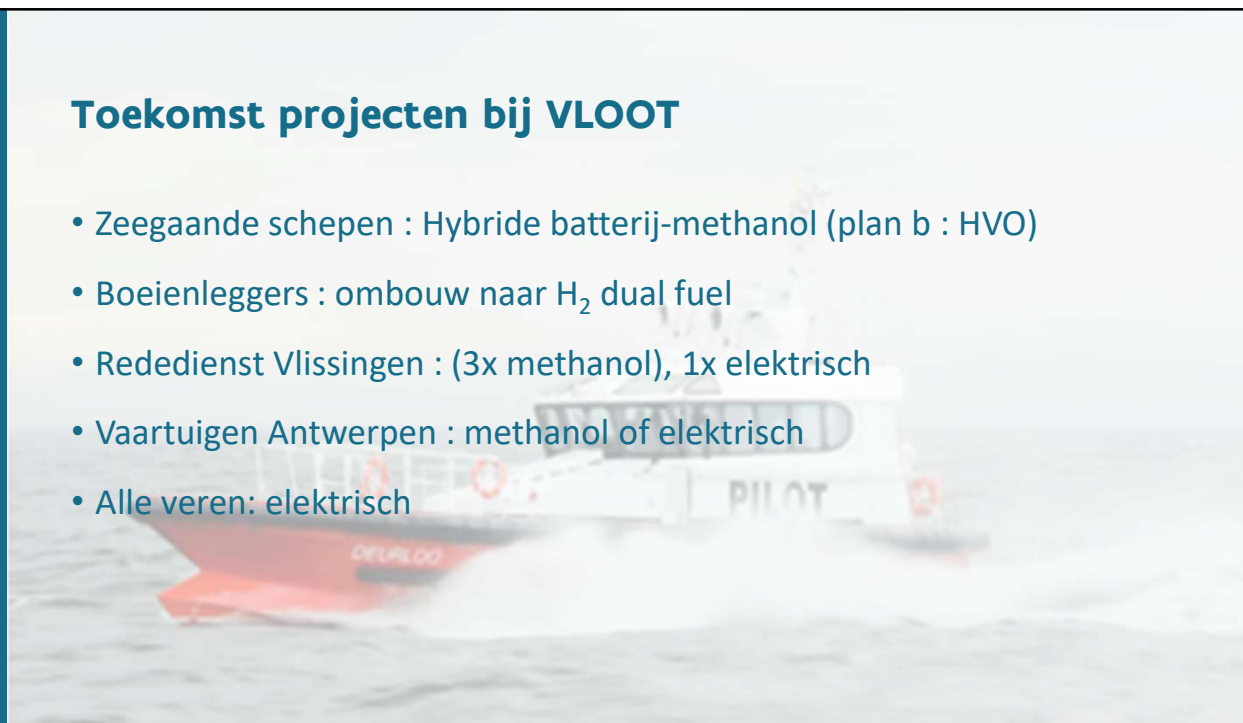 Toekomst projecten bij VLOOT
• Zeegaande schepen : Hybride batterij-methanol (plan b : HVO)
• Boeienleggers : ombouw naar H₂ dual fuel
• Rededienst Vlissingen : (3x methanol), 1x elektrisch
• Vaartuigen Antwerpen : methanol of elektrisch
• Alle veren: elektrisch
PILOT
DEURLOO